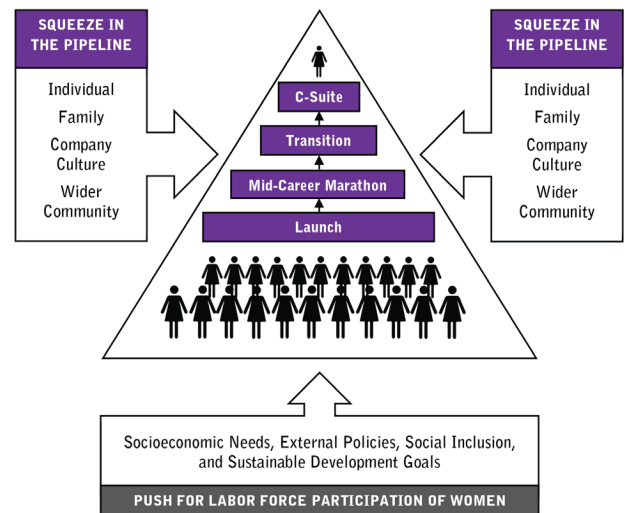 SQUEEZE IN
THE PIPELINE
Individual
Family
Company
Culture
Wider
Community
C-Suite
Transition
Mid-Career Marathon
Launch
SQUEEZE IN
THE PIPELINE
Individual
Family
Company
Culture
Wider
Community
Socioeconomic Needs, External Policies, Social Inclusion,
and Sustainable Development Goals
PUSH FOR LABOR FORCE PARTICIPATION OF WOMEN